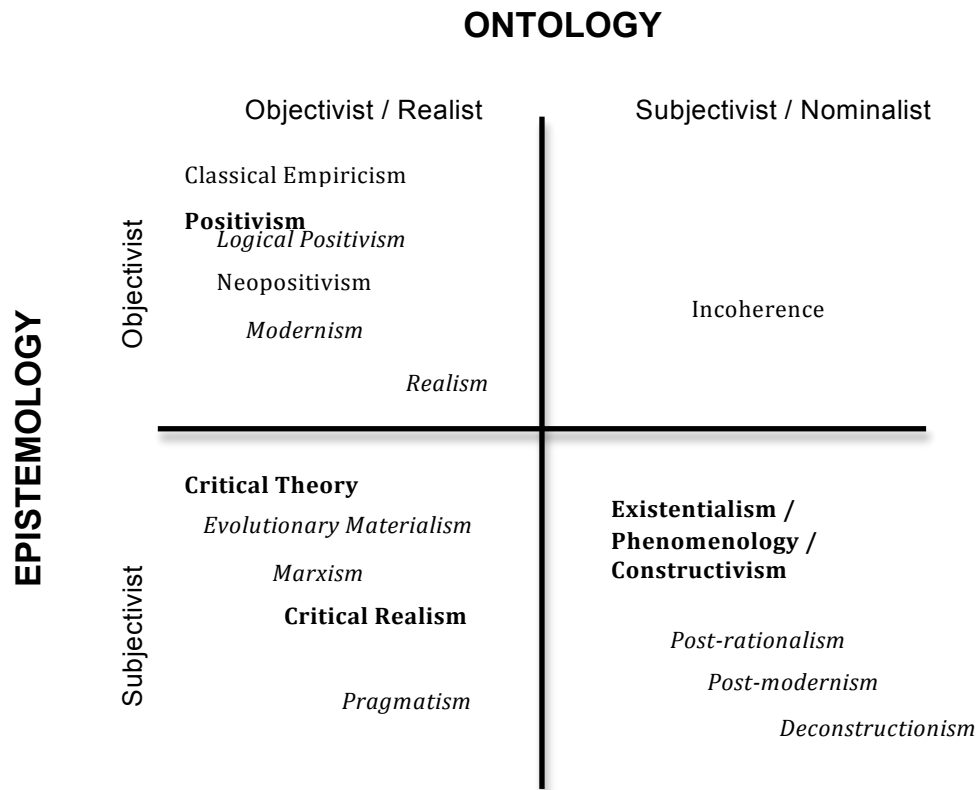 ONTOLOGY
Objectivist / Realist
Subjectivist / Nominalist
EPISTEMOLOGY
Objectivist
Classical Empiricism
Positivism
Logical Positivism
Neopositivism
Modernism
Realism
Incoherence
Subjectivist
Critical Theory
Evolutionary Materialism
Marxism
Critical Realism
Pragmatism
Existentialism /
Phenomenology /
Constructivism
Post-rationalism
Post-modernism
Deconstructionism